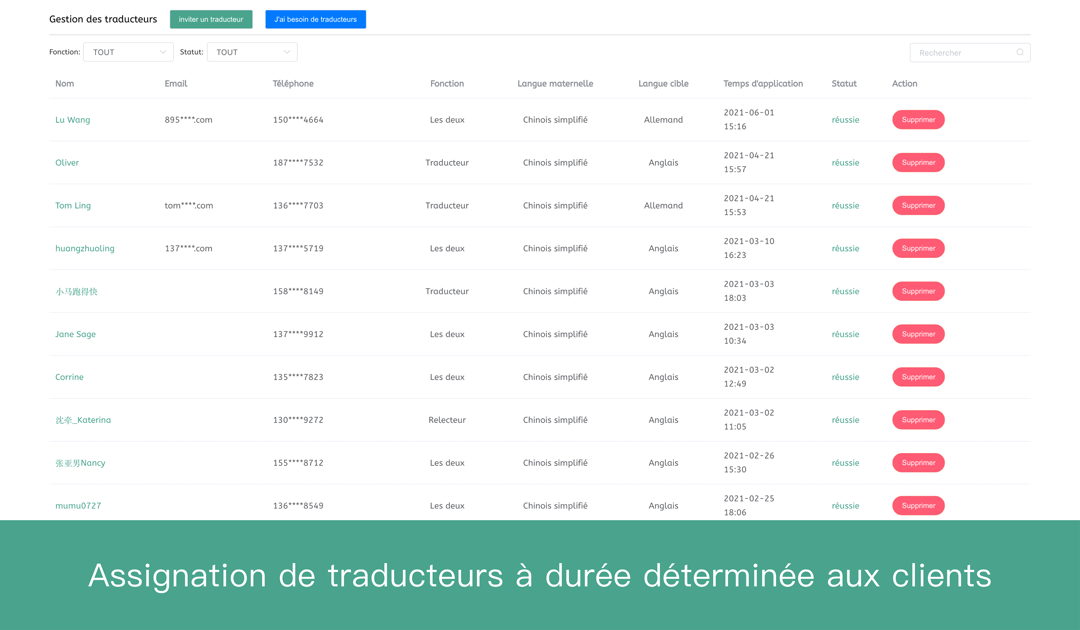 Gestion des traducteurs inviter un traducteur J'ai besoin de traducteurs
Fonction: TOUT Statut: TOUT Rechercher
Nom Email Téléphone Fonction Langue maternelle Langue cible Temps d'application Statut Action
Lu Wang 895****.com 150****4664 Les deux Chinois simplifié Allemand 2021-06-01 15:16 réussie Supprimer
Oliver 187****7532 Traducteur Chinois simplifié Anglais 2021-04-21 15:57 réussie Supprimer
Tom Ling tom****.com 136****7703 Traducteur Chinois simplifié Allemand 2021-04-21 15:53 réussie Supprimer
huangzhuoling 137****.com 137****5719 Les deux Chinois simplifié Anglais 2021-03-10 16:23 réussie Supprimer
小马跑得快 158****8149 Traducteur Chinois simplifié Anglais 2021-03-03 18:03 réussie Supprimer
Jane Sage 137****9912 Les deux Chinois simplifié Anglais 2021-03-03 10:34 réussie Supprimer
Corrine 135****7823 Les deux Chinois simplifié Anglais 2021-03-02 12:49 réussie Supprimer
沈牵_Katerina 130****9272 Relecteur Chinois simplifié Anglais 2021-03-02 11:05 réussie Supprimer
张亚男Nancy 155****8712 Les deux Chinois simplifié Anglais 2021-02-26 15:30 réussie Supprimer
mumu0727 136****8549 Les deux Chinois simplifié Anglais 2021-02-25 18:06 réussie Supprimer
Assignation de traducteurs à durée déterminée aux clients